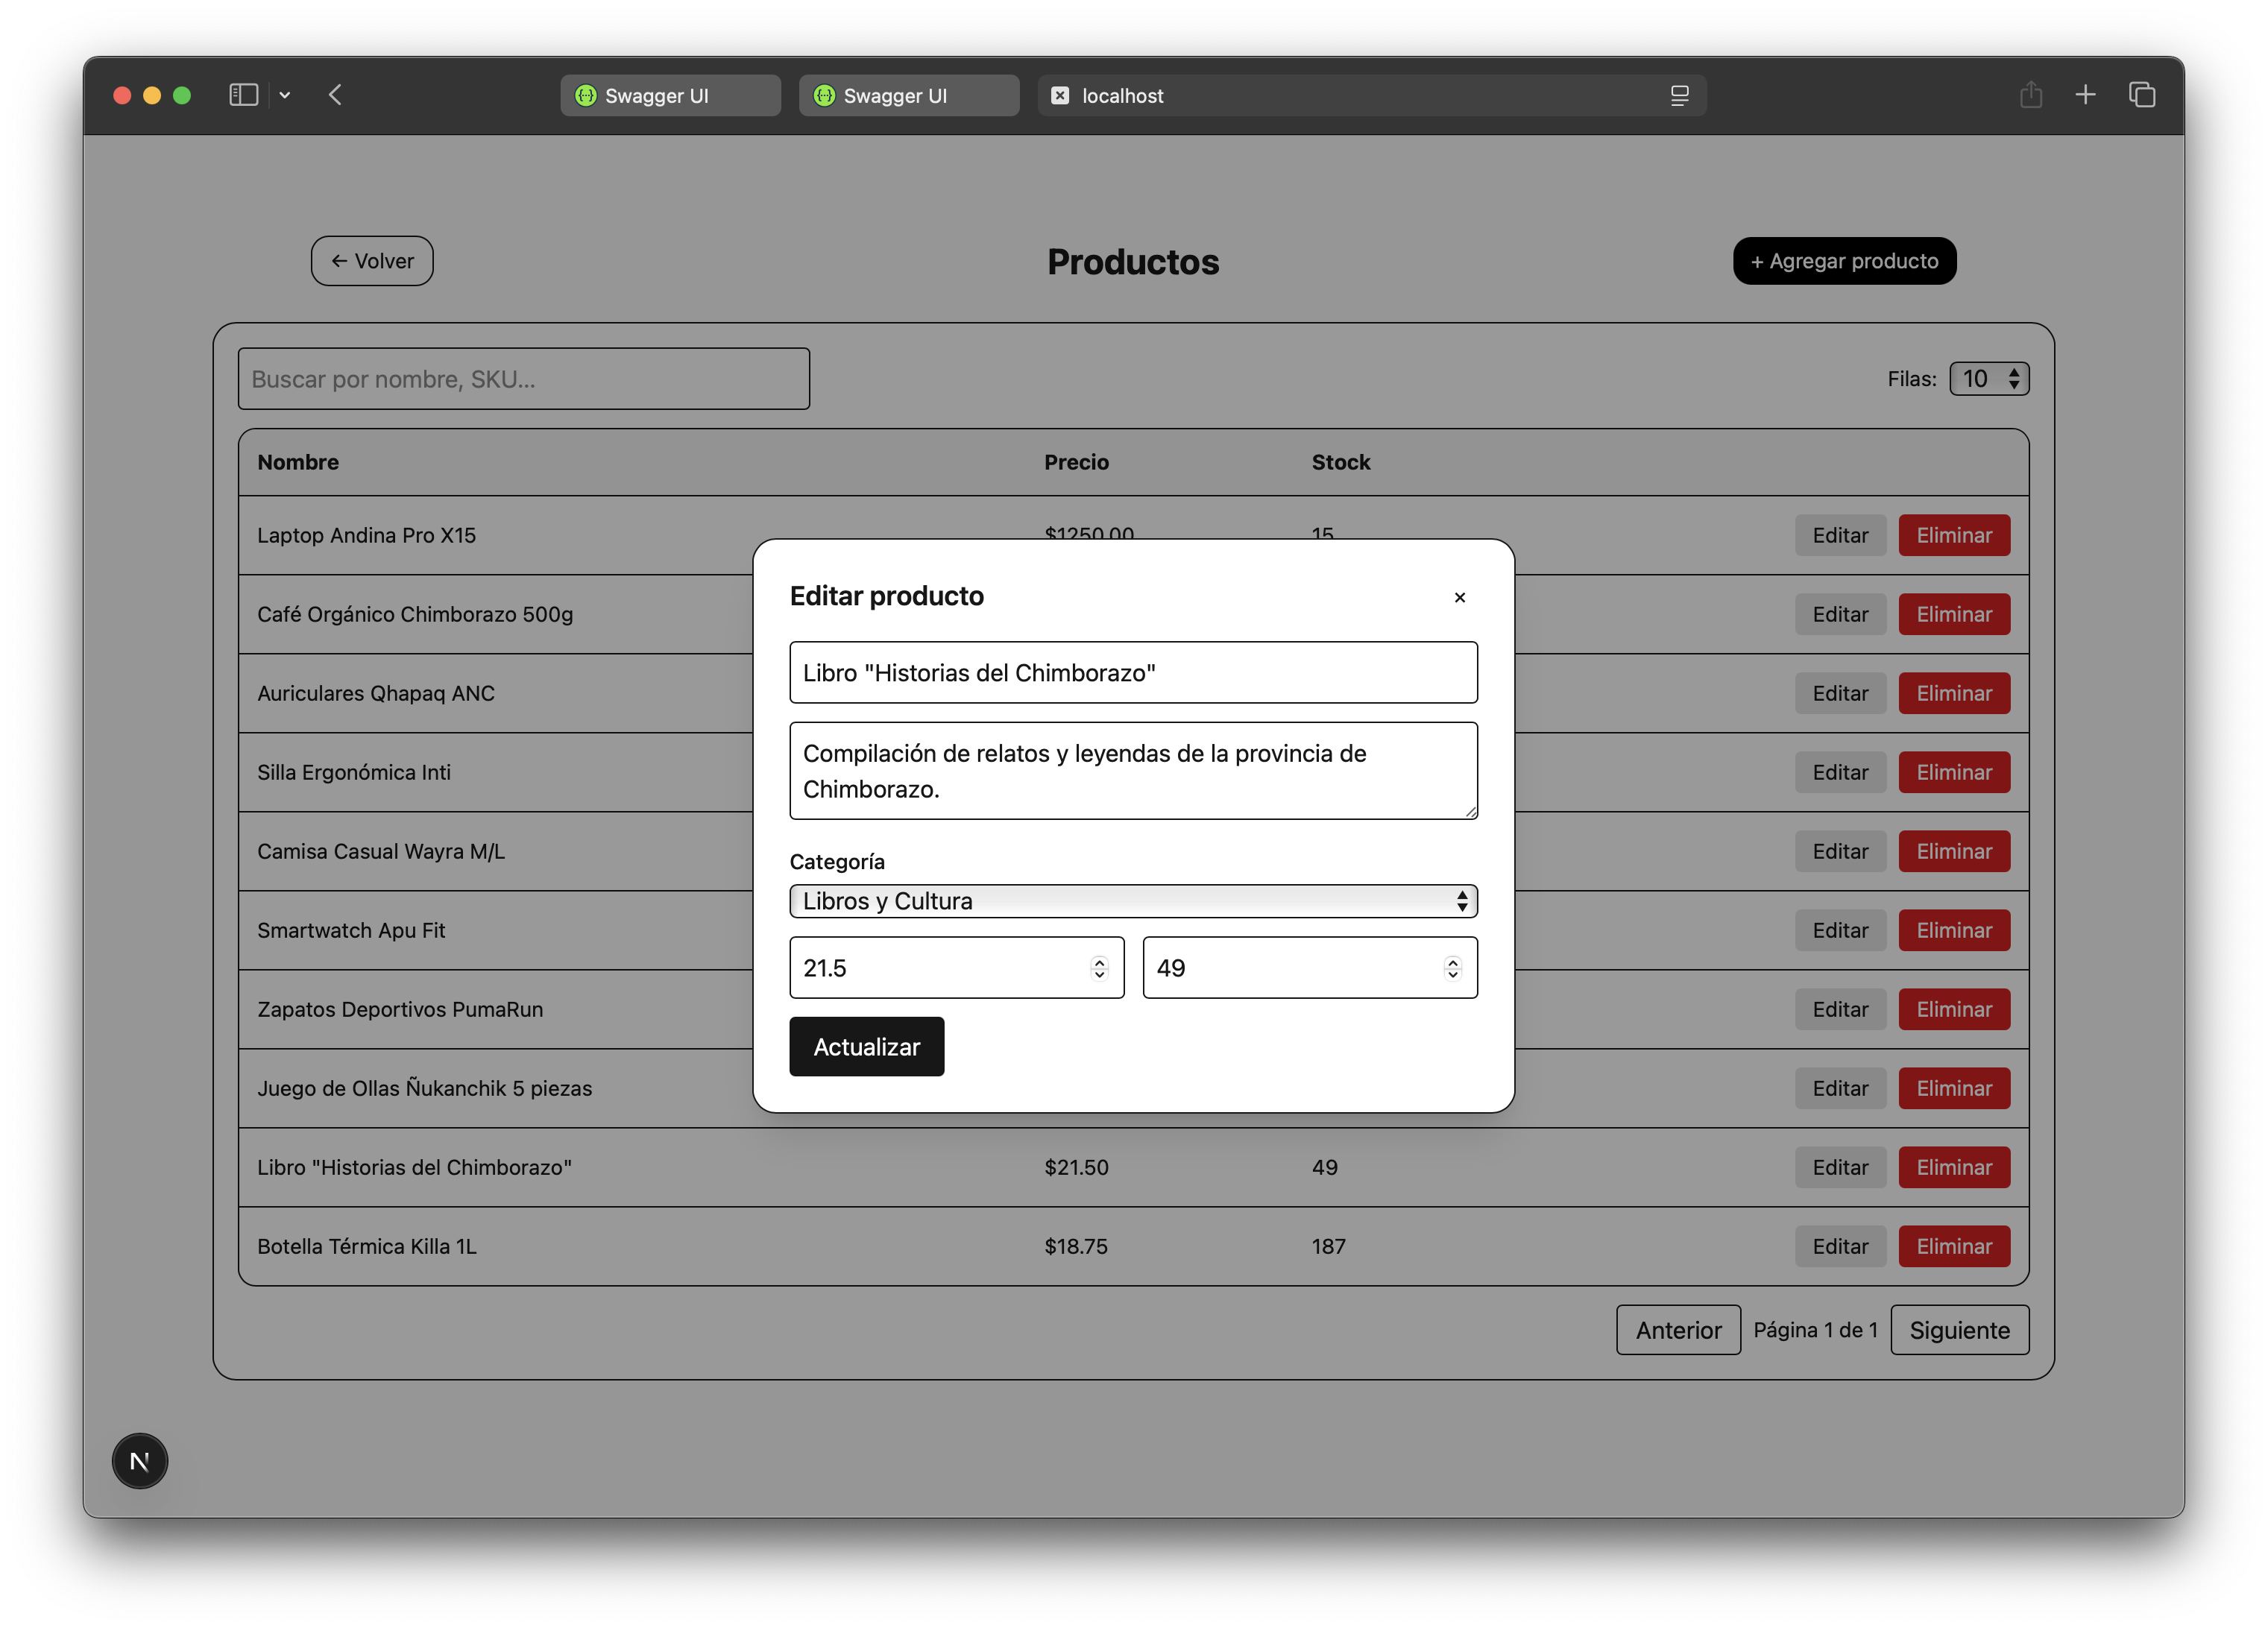 Swagger UI
Swagger UI
localhost
← Volver
Productos
+ Agregar producto
Buscar por nombre, SKU...
Filas: 10
Nombre Precio Stock
Laptop Andina Pro X15 $1250.00 15 Editar Eliminar
Café Orgánico Chimborazo 500g Editar Eliminar
Auriculares Qhapaq ANC Editar Eliminar
Silla Ergonómica Inti Editar Eliminar
Camisa Casual Wayra M/L Editar Eliminar
Smartwatch Apu Fit Editar Eliminar
Zapatos Deportivos PumaRun Editar Eliminar
Juego de Ollas Ñukanchik 5 piezas Editar Eliminar
Libro "Historias del Chimborazo" $21.50 49 Editar Eliminar
Botella Térmica Killa 1L $18.75 187 Editar Eliminar
Editar producto ×
Libro "Historias del Chimborazo"
Compilación de relatos y leyendas de la provincia de
Chimborazo.
Categoría
Libros y Cultura
21.5 49
Actualizar
Anterior Página 1 de 1 Siguiente
N